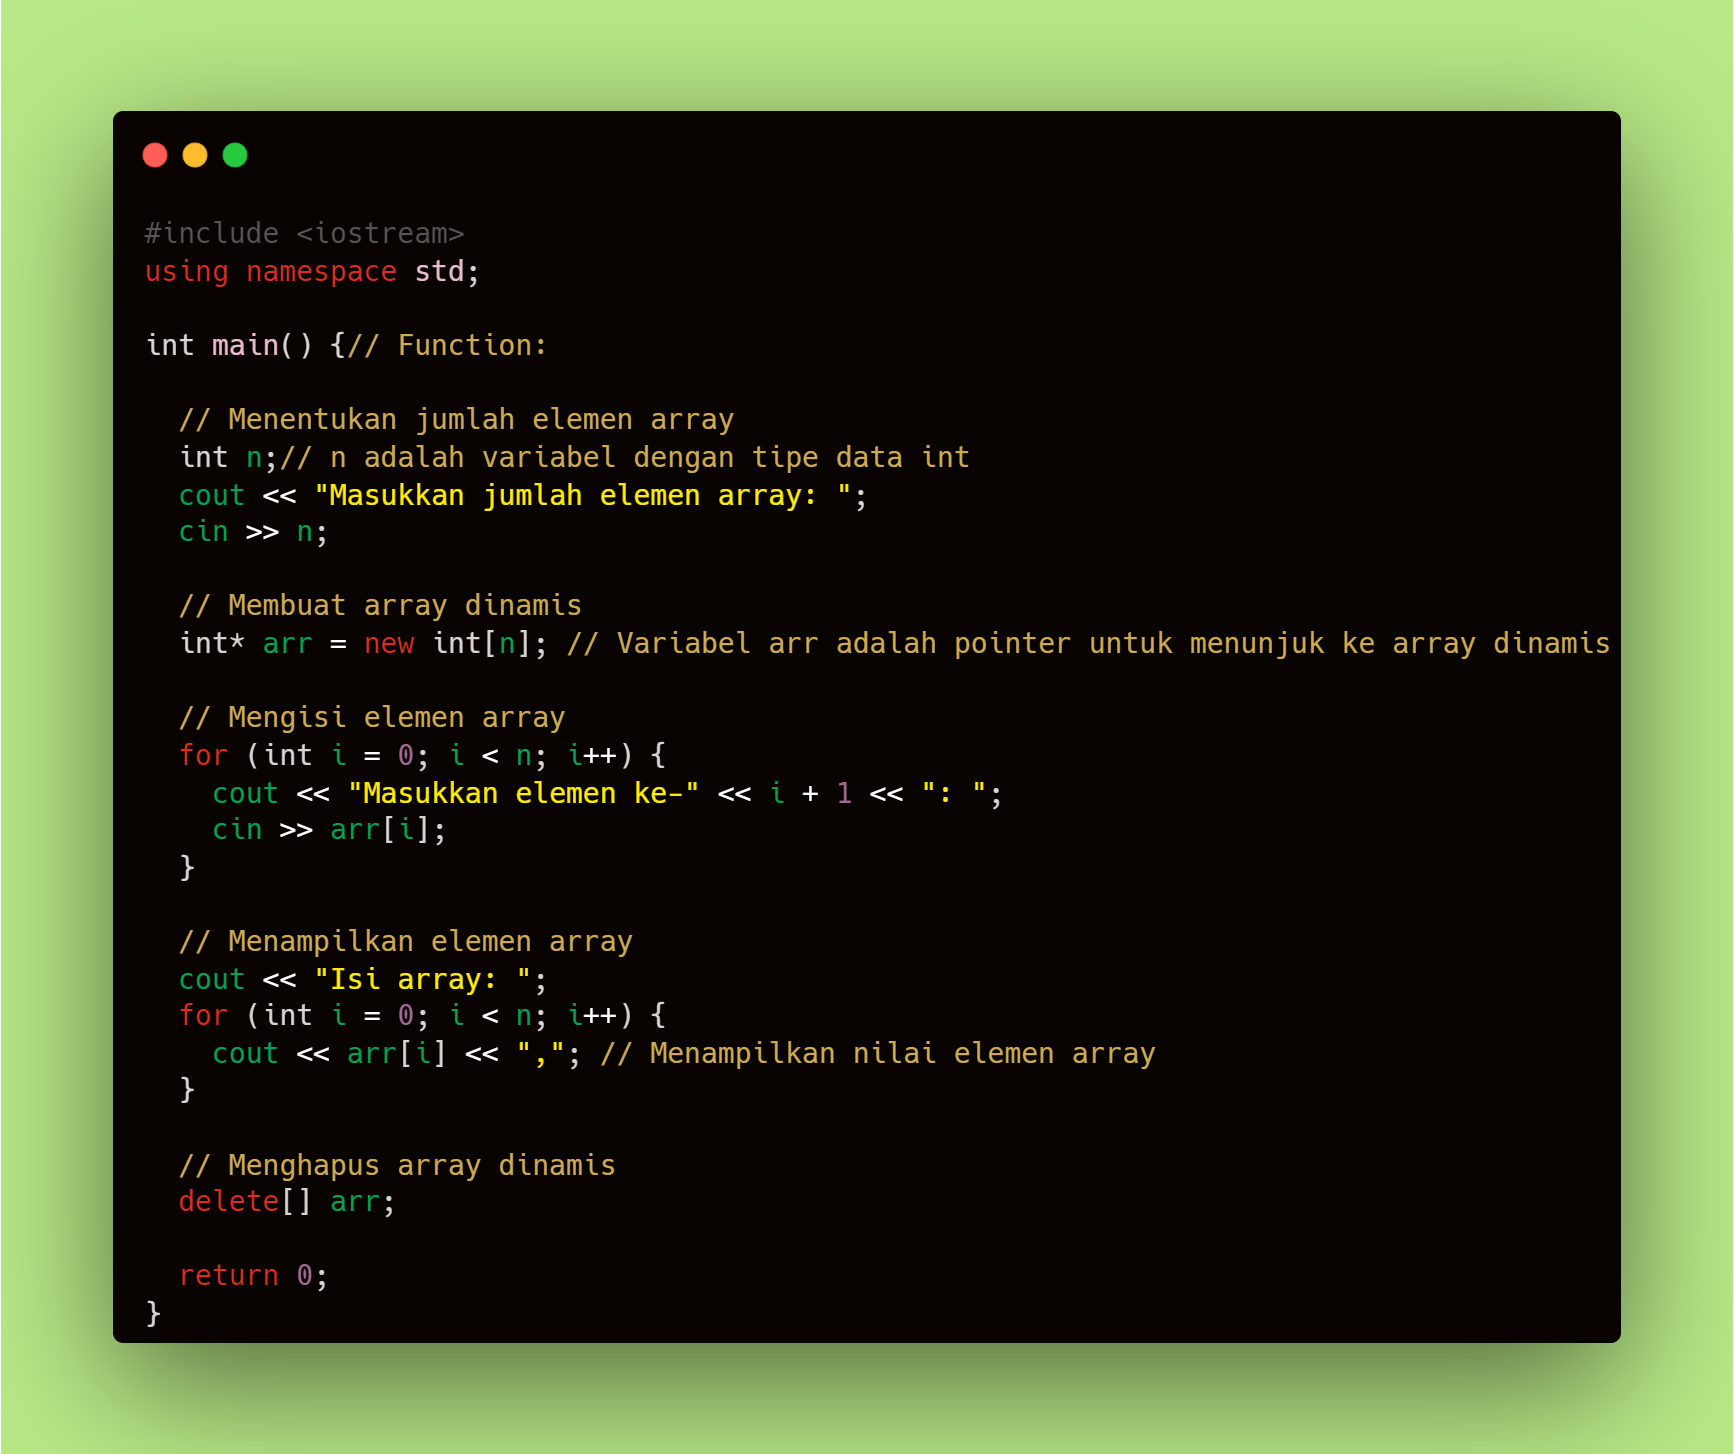 #include <iostream>
using namespace std;
int main() {// Function:
// Menentukan jumlah elemen array
int n;// n adalah variabel dengan tipe data int
cout << "Masukkan jumlah elemen array: ";
cin >> n;
// Membuat array dinamis
int* arr = new int[n]; // Variabel arr adalah pointer untuk menunjuk ke array dinamis
// Mengisi elemen array
for (int i = 0; i < n; i++) {
cout << "Masukkan elemen ke-" << i + 1 << ": ";
cin >> arr[i];
}
// Menampilkan elemen array
cout << "Isi array: ";
for (int i = 0; i < n; i++) {
cout << arr[i] << ","; // Menampilkan nilai elemen array
}
// Menghapus array dinamis
delete[] arr;
return 0;
}